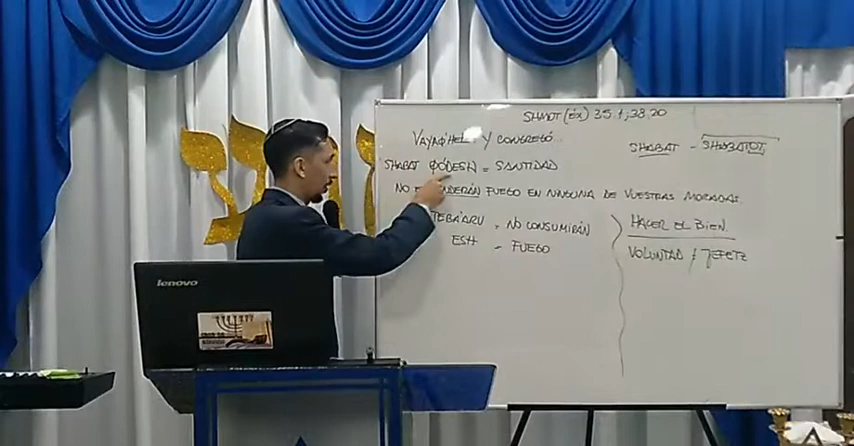 SHMOT (Éx) 35.1; 38.20
VAYAQ'HEL. Y CONGREGÓ...
SHABAT QÓDESH = SANTIDAD
NO FUEGO EN NINGUNA DE VUESTRAS MORADAS.
TEBA'ARU = NO CONSUMIRÁN
ESH = FUEGO
SHABAT - SHABATOT
HACER EL BIEN.
VOLUNTAD / JEFETZ
lenovo